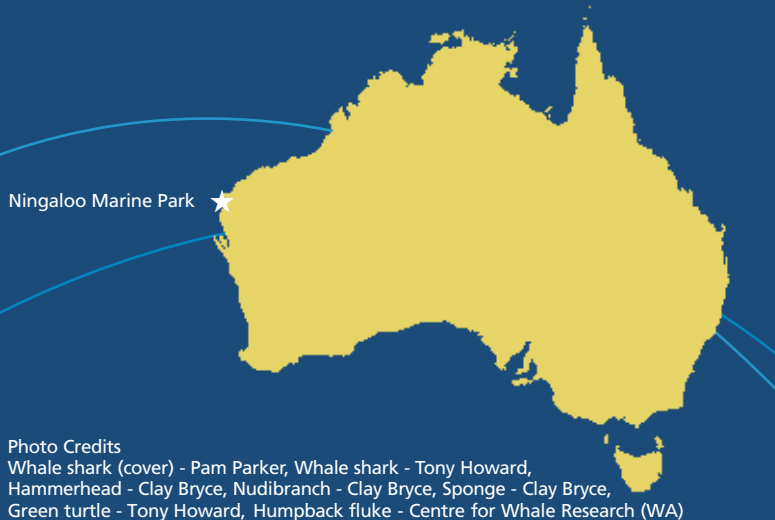 Ningaloo Marine Park
Photo Credits
Whale shark (cover) - Pam Parker, Whale shark - Tony Howard,
Hammerhead - Clay Bryce, Nudibranch - Clay Bryce, Sponge - Clay Bryce,
Green turtle - Tony Howard, Humpback fluke - Centre for Whale Research (WA)